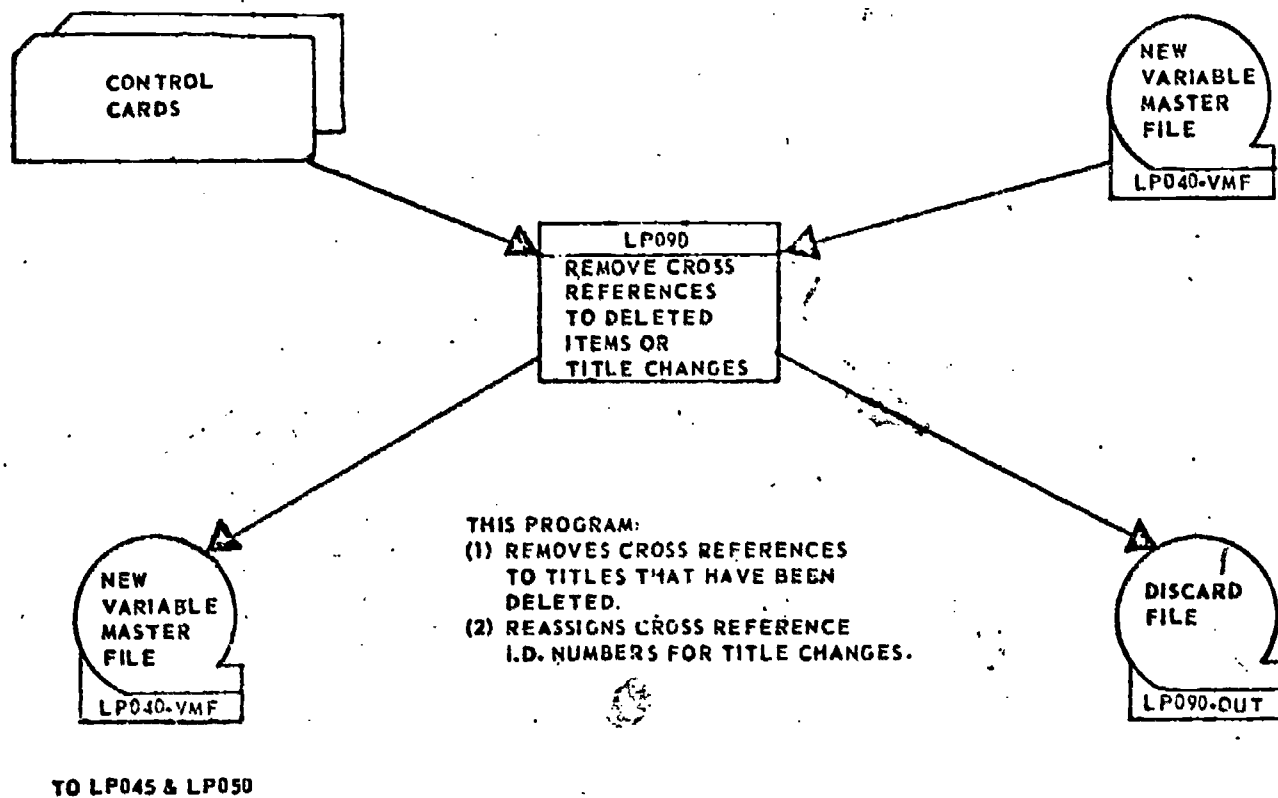 CONTROL
CARDS
NEW
VARIABLE
MASTER
FILE
LP040-VMF
LP090
REMOVE CROSS
REFERENCES
TO DELETED
ITEMS OR
TITLE CHANGES
NEW
VARIABLE
MASTER
FILE
LP040-VMF
THIS PROGRAM:
(1) REMOVES CROSS REFERENCES
TO TITLES THAT HAVE BEEN
DELETED.
(2) REASSIGNS CROSS REFERENCE
I.D. NUMBERS FOR TITLE CHANGES.
DISCARD
FILE
LP090-OUT
TO LP045 & LP050